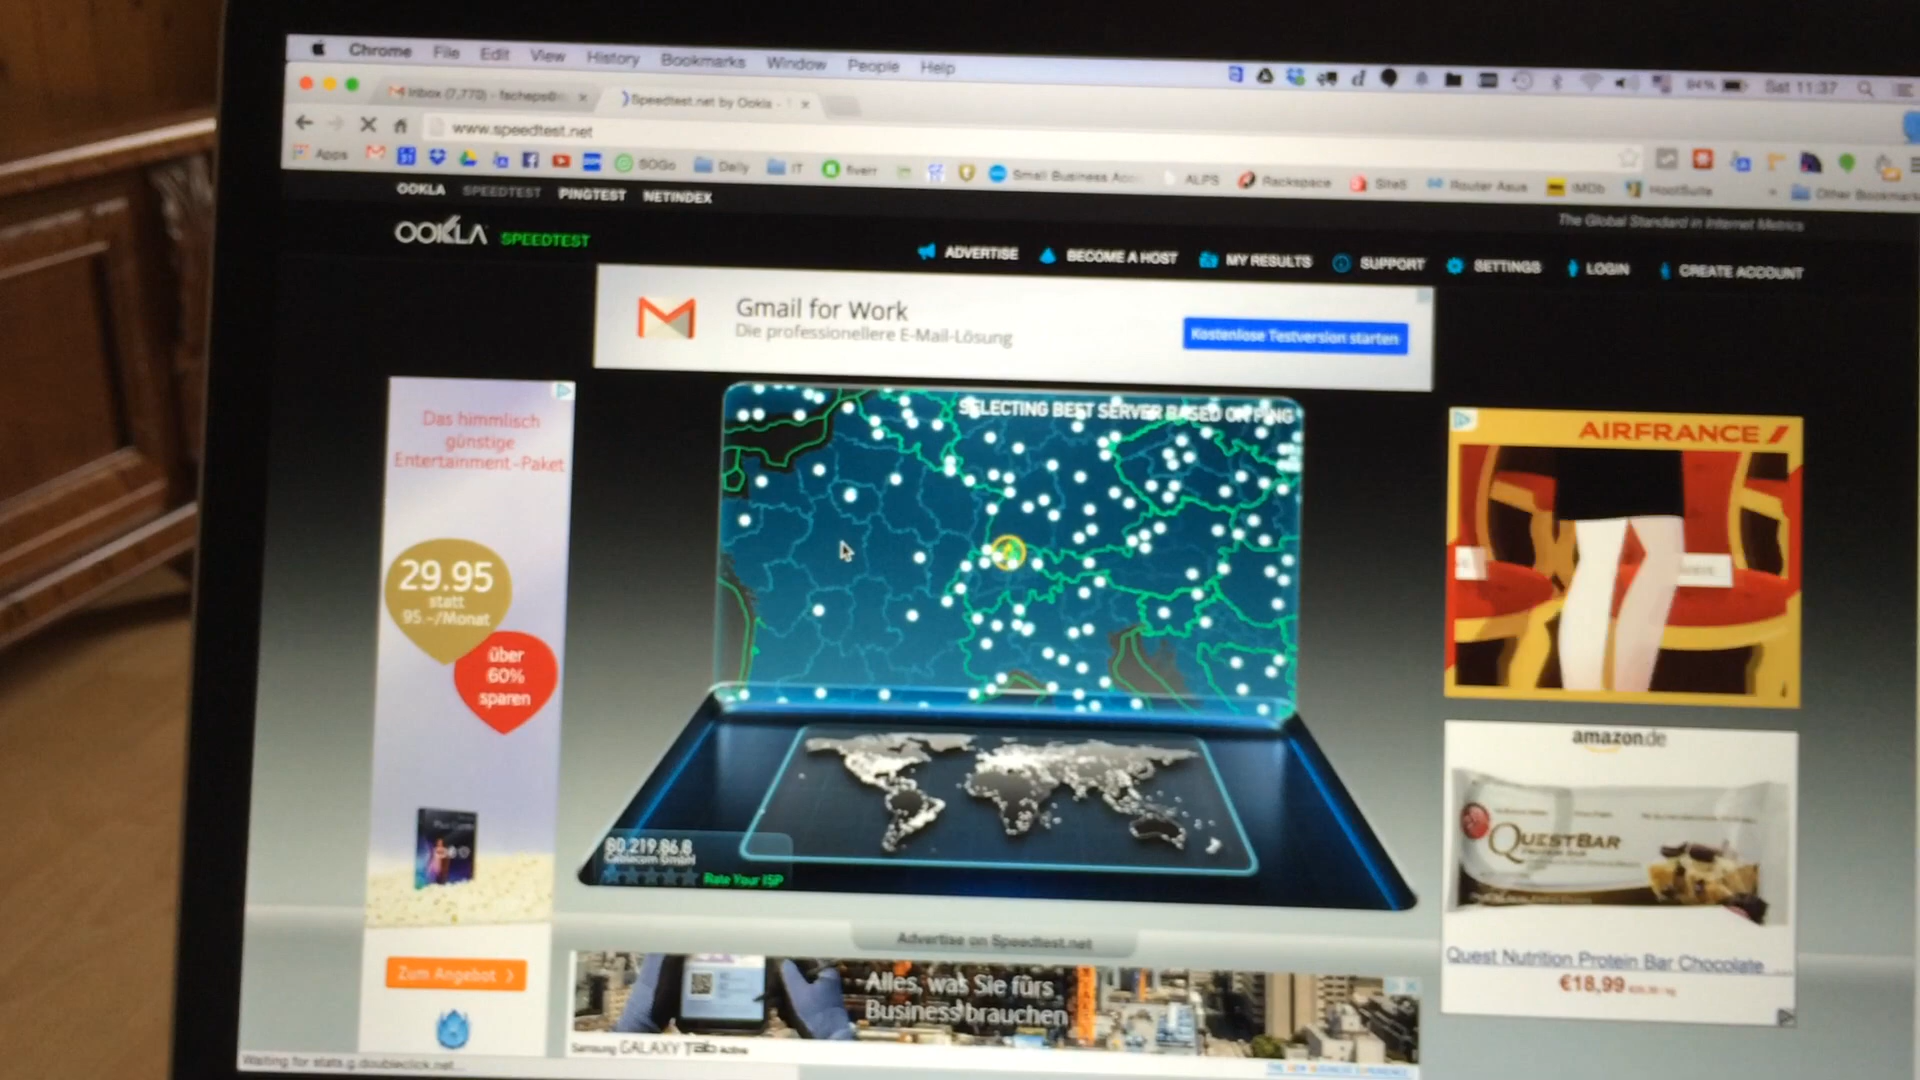 Chrome File Edit View History Bookmarks Window People Help
94% Sat 11:37
Inbox (7,770) - fscheps@
Speedtest.net by Ookla -
www.speedtest.net
Apps
SOGo
Daily
IT
fiverr
Small Business Acc
ALPS
Rackspace
Site5
Router Asus
IMDb
HootSuite
Other Bookmarks
OOKLA SPEEDTEST PINGTEST NETINDEX
The Global Standard in Internet Metrics
OOKLA SPEEDTEST
ADVERTISE BECOME A HOST MY RESULTS SUPPORT SETTINGS LOGIN CREATE ACCOUNT
Gmail for Work
Die professionellere E-Mail-Lösung
Kostenlose Testversion starten
Das himmlisch
günstige
Entertainment-Paket
29.95
statt
95.-/Monat
über
60%
sparen
Zum Angebot
SELECTING BEST SERVER BASED ON PING
80.219.86.8
Cablecom GmbH
Rate Your ISP
AIRFRANCE
amazon.de
QUESTBAR
Quest Nutrition Protein Bar Chocolate
€18,99
Advertise on Speedtest.net
Alles, was Sie fürs
Business brauchen
Samsung GALAXY Tab Active
Waiting for stats.g.doubleclick.net...